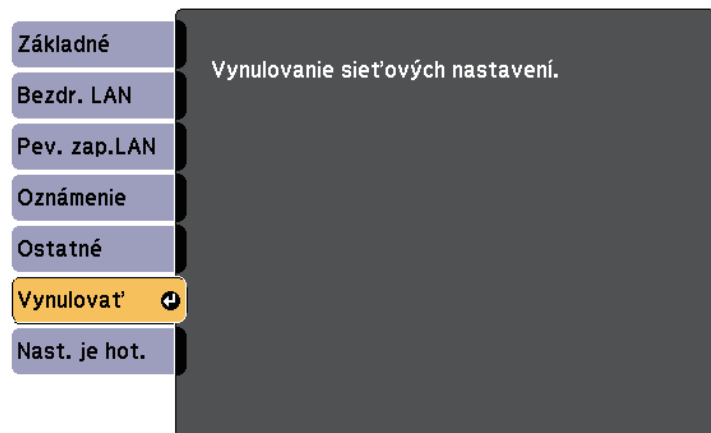 Základné
Bezdr. LAN
Pev. zap.LAN
Oznámenie
Ostatné
Vynulovať
Nast. je hot.
Vynulovanie sieťových nastavení.